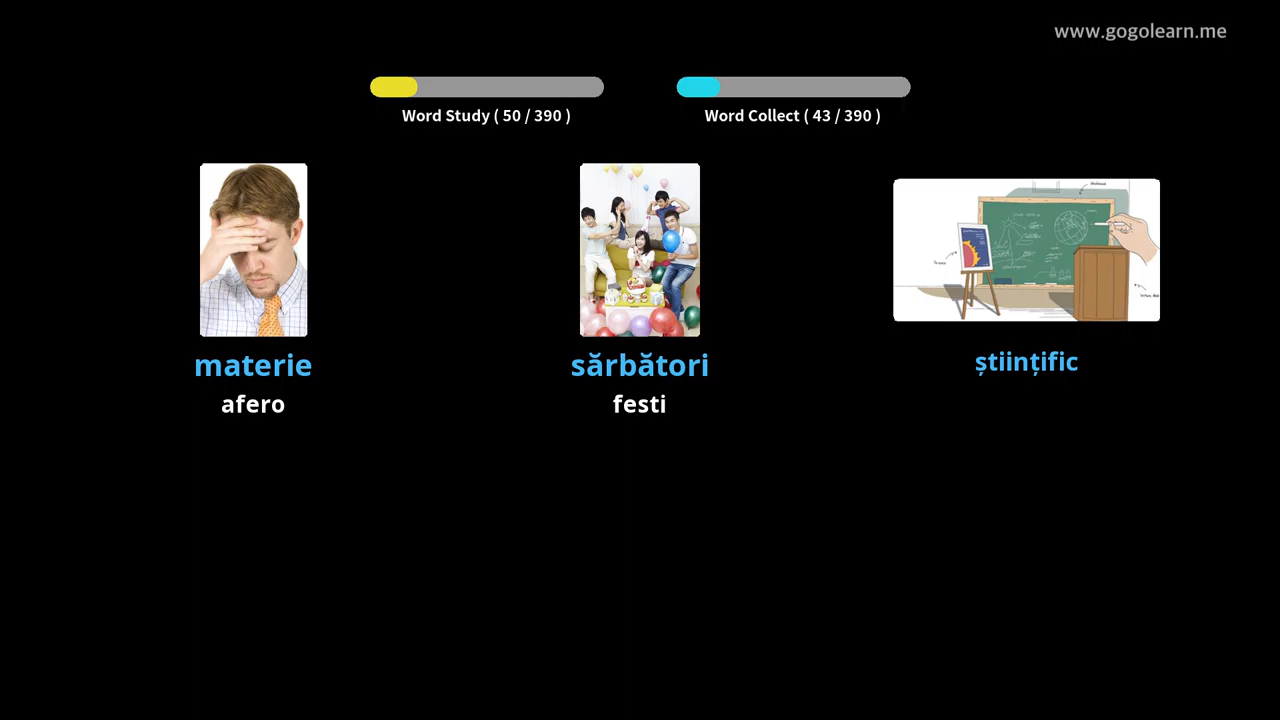 www.gogolearn.me
Word Study ( 50 / 390 )
Word Collect ( 43 / 390 )
materie
afero
sărbători
festi
științific